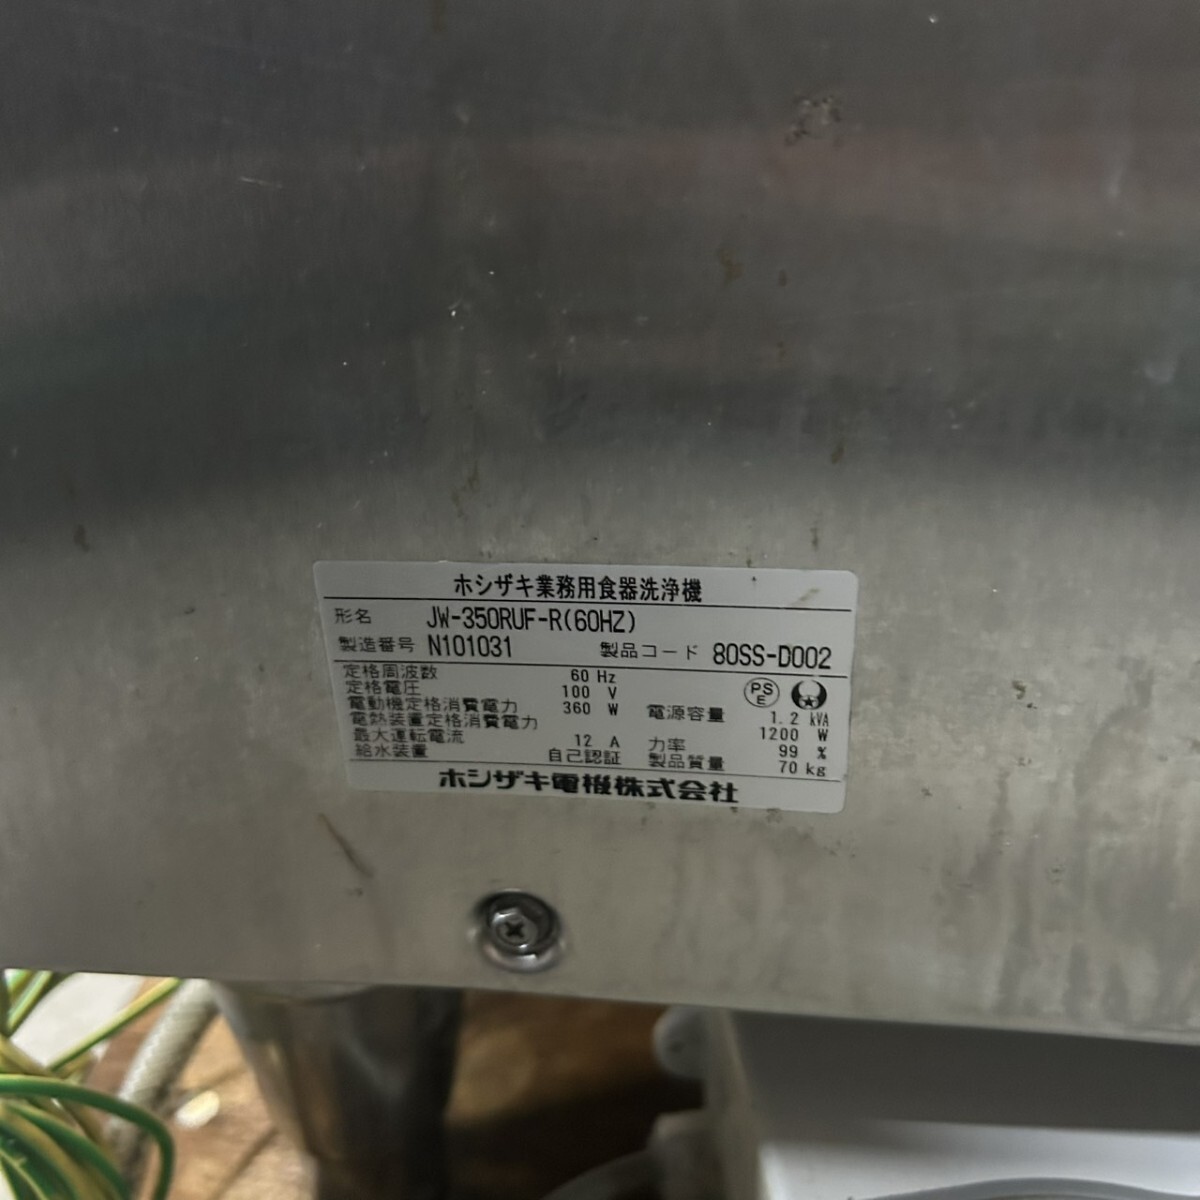 ホシザキ業務用食器洗浄機
形名 JW-350RUF-R(60HZ)
製造番号 N101031 製品コード 80SS-D002
定格周波数 60 Hz
定格電圧 100 V PSE
電動機定格消費電力 360 W 電源容量 1.2 kVA
電熱装置定格消費電力 1200 W
最大運転電流 12 A 力率 99 %
給水装置 自己認証 製品質量 70 kg
ホシザキ電機株式会社